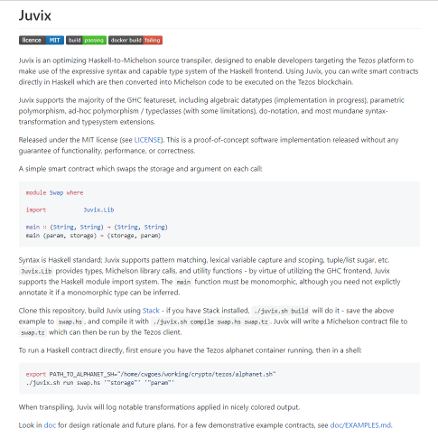 Juvix
licence MIT build passing docker build failing
Juvix is an optimizing Haskell-to-Michelson source transpiler, designed to enable developers targeting the Tezos platform to
make use of the expressive syntax and capable type system of the Haskell frontend. Using Juvix, you can write smart contracts
directly in Haskell which are then converted into Michelson code to be executed on the Tezos blockchain.
Juvix supports the majority of the GHC featureset, including algebraic datatypes (implementation in progress), parametric
polymorphism, ad-hoc polymorphism / typeclasses (with some limitations), do-notation, and most mundane syntax-
transformation and typesystem extensions.
Released under the MIT license (see LICENSE). This is a proof-of-concept software implementation released without any
guarantee of functionality, performance, or correctness.
A simple smart contract which swaps the storage and argument on each call:
module Swap where
import Juvix.Lib
main :: (String, String) → (String, String)
main (param, storage) = (storage, param)
Syntax is Haskell standard; Juvix supports pattern matching, lexical variable capture and scoping, tuple/list sugar, etc.
Juvix.Lib provides types, Michelson library calls, and utility functions - by virtue of utilizing the GHC frontend, Juvix
supports the Haskell module import system. The main function must be monomorphic, although you need not explicitly
annotate it if a monomorphic type can be inferred.
Clone this repository, build Juvix using Stack - if you have Stack installed, ./juvix.sh build will do it - save the above
example to swap.hs, and compile it with ./juvix.sh compile swap.hs swap.tz. Juvix will write a Michelson contract file to
swap.tz which can then be run by the Tezos client.
To run a Haskell contract directly, first ensure you have the Tezos alphanet container running, then in a shell:
export PATH_TO_ALPHANET_SH="/home/cwgoes/working/crypto/tezos/alphanet.sh"
./juvix.sh run swap.hs '"storage"' '"param"'
When transpiling, Juvix will log notable transformations applied in nicely colored output.
Look in doc for design rationale and future plans. For a few demonstrative example contracts, see doc/EXAMPLES.md.